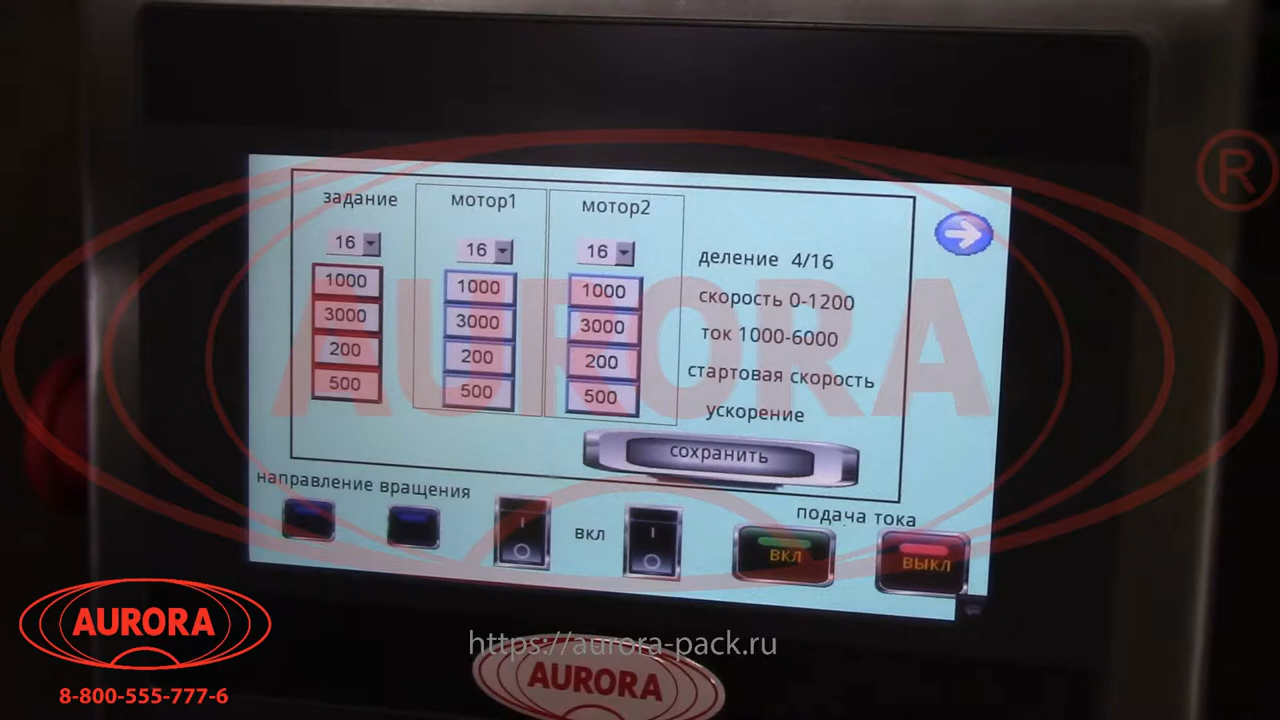 задание мотор1 мотор2
16 16 16 деление 4/16
1000 1000 1000 скорость 0-1200
3000 3000 3000 ток 1000-6000
200 200 200 стартовая скорость
500 500 500 ускорение
сохранить
направление вращения
вкл
подача тока
ВКЛ ВЫКЛ
AURORA
®
AURORA
8-800-555-777-6
https://aurora-pack.ru
AURORA